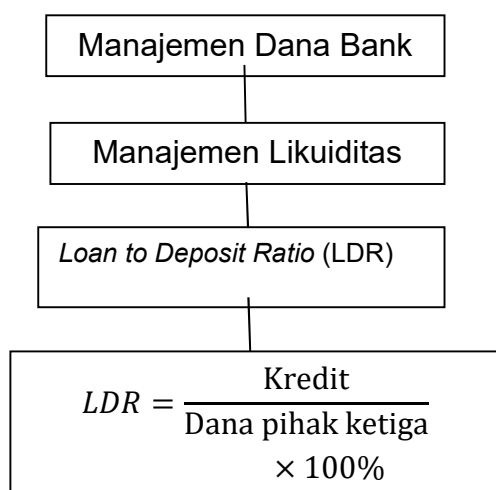 Manajemen Dana Bank
Manajemen Likuiditas
Loan to Deposit Ratio (LDR)
LDR = Kredit / Dana pihak ketiga
× 100%